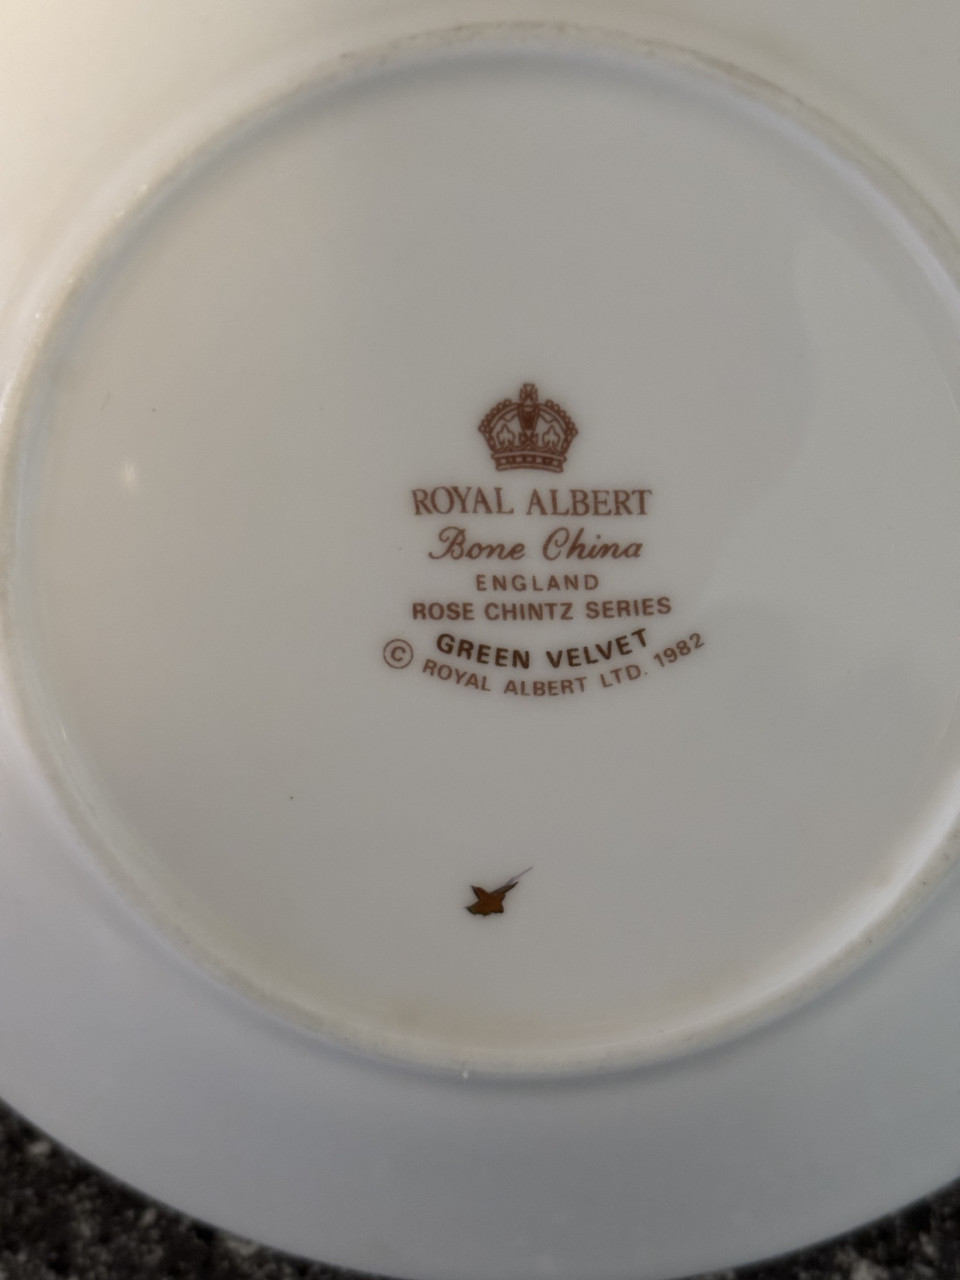 ROYAL ALBERT
Bone China
ENGLAND
ROSE CHINTZ SERIES
GREEN VELVET
© ROYAL ALBERT LTD. 1982